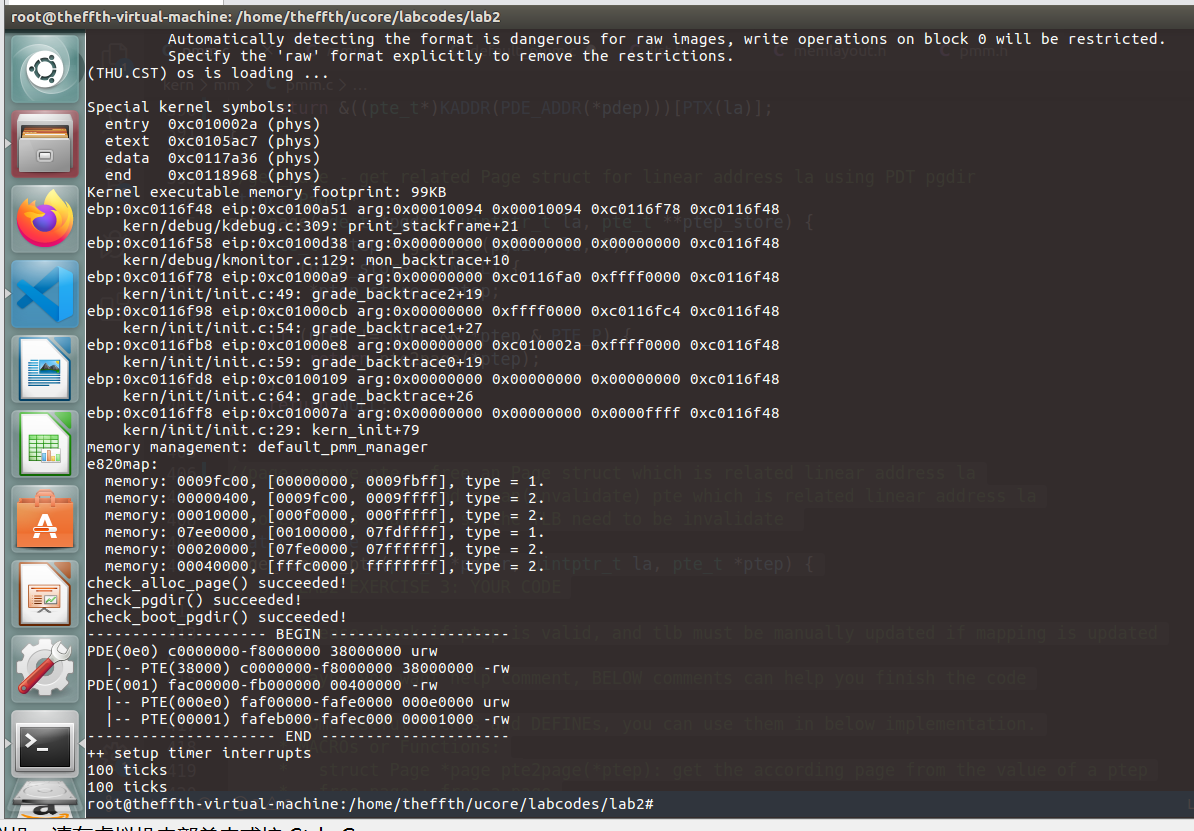 root@theffth-virtual-machine: /home/theffth/ucore/labcodes/lab2
Automatically detecting the format is dangerous for raw images, write operations on block 0 will be restricted.
Specify the 'raw' format explicitly to remove the restrictions.
(THU.CST) os is loading ...
Special kernel symbols:
entry 0xc010002a (phys)
etext 0xc0105ac7 (phys)
edata 0xc0117a36 (phys)
end 0xc0118968 (phys)
Kernel executable memory footprint: 99KB
ebp:0xc0116f48 eip:0xc0100a51 arg:0x00010094 0x00010094 0xc0116f78 0xc0116f48
kern/debug/kdebug.c:309: print_stackframe+21
ebp:0xc0116f58 eip:0xc0100d38 arg:0x00000000 0x00000000 0x00000000 0xc0116f48
kern/debug/kmonitor.c:129: mon_backtrace+10
ebp:0xc0116f78 eip:0xc01000a9 arg:0x00000000 0xc0116fa0 0xffff0000 0xc0116f48
kern/init/init.c:49: grade_backtrace2+19
ebp:0xc0116f98 eip:0xc01000cb arg:0x00000000 0xffff0000 0xc0116fc4 0xc0116f48
kern/init/init.c:54: grade_backtrace1+27
ebp:0xc0116fb8 eip:0xc01000e8 arg:0x00000000 0xc010002a 0xffff0000 0xc0116f48
kern/init/init.c:59: grade_backtrace0+19
ebp:0xc0116fd8 eip:0xc0100109 arg:0x00000000 0x00000000 0x00000000 0xc0116f48
kern/init/init.c:64: grade_backtrace+26
ebp:0xc0116ff8 eip:0xc010007a arg:0x00000000 0x00000000 0x0000ffff 0xc0116f48
kern/init/init.c:29: kern_init+79
memory management: default_pmm_manager
e820map:
memory: 0009fc00, [00000000, 0009fbff], type = 1.
memory: 00000400, [0009fc00, 0009ffff], type = 2.
memory: 00010000, [000f0000, 000fffff], type = 2.
memory: 07ee0000, [00100000, 07fdffff], type = 1.
memory: 00020000, [07fe0000, 07ffffff], type = 2.
memory: 00040000, [fffc0000, ffffffff], type = 2.
check_alloc_page() succeeded!
check_pgdir() succeeded!
check_boot_pgdir() succeeded!
-------------------- BEGIN --------------------
PDE(0e0) c0000000-f8000000 38000000 urw
|-- PTE(38000) c0000000-f8000000 38000000 -rw
PDE(001) fac00000-fb000000 00400000 -rw
|-- PTE(000e0) faf00000-fafe0000 000e0000 urw
|-- PTE(00001) fafeb000-fafec000 00001000 -rw
--------------------- END ---------------------
++ setup timer interrupts
100 ticks
100 ticks
root@theffth-virtual-machine:/home/theffth/ucore/labcodes/lab2#